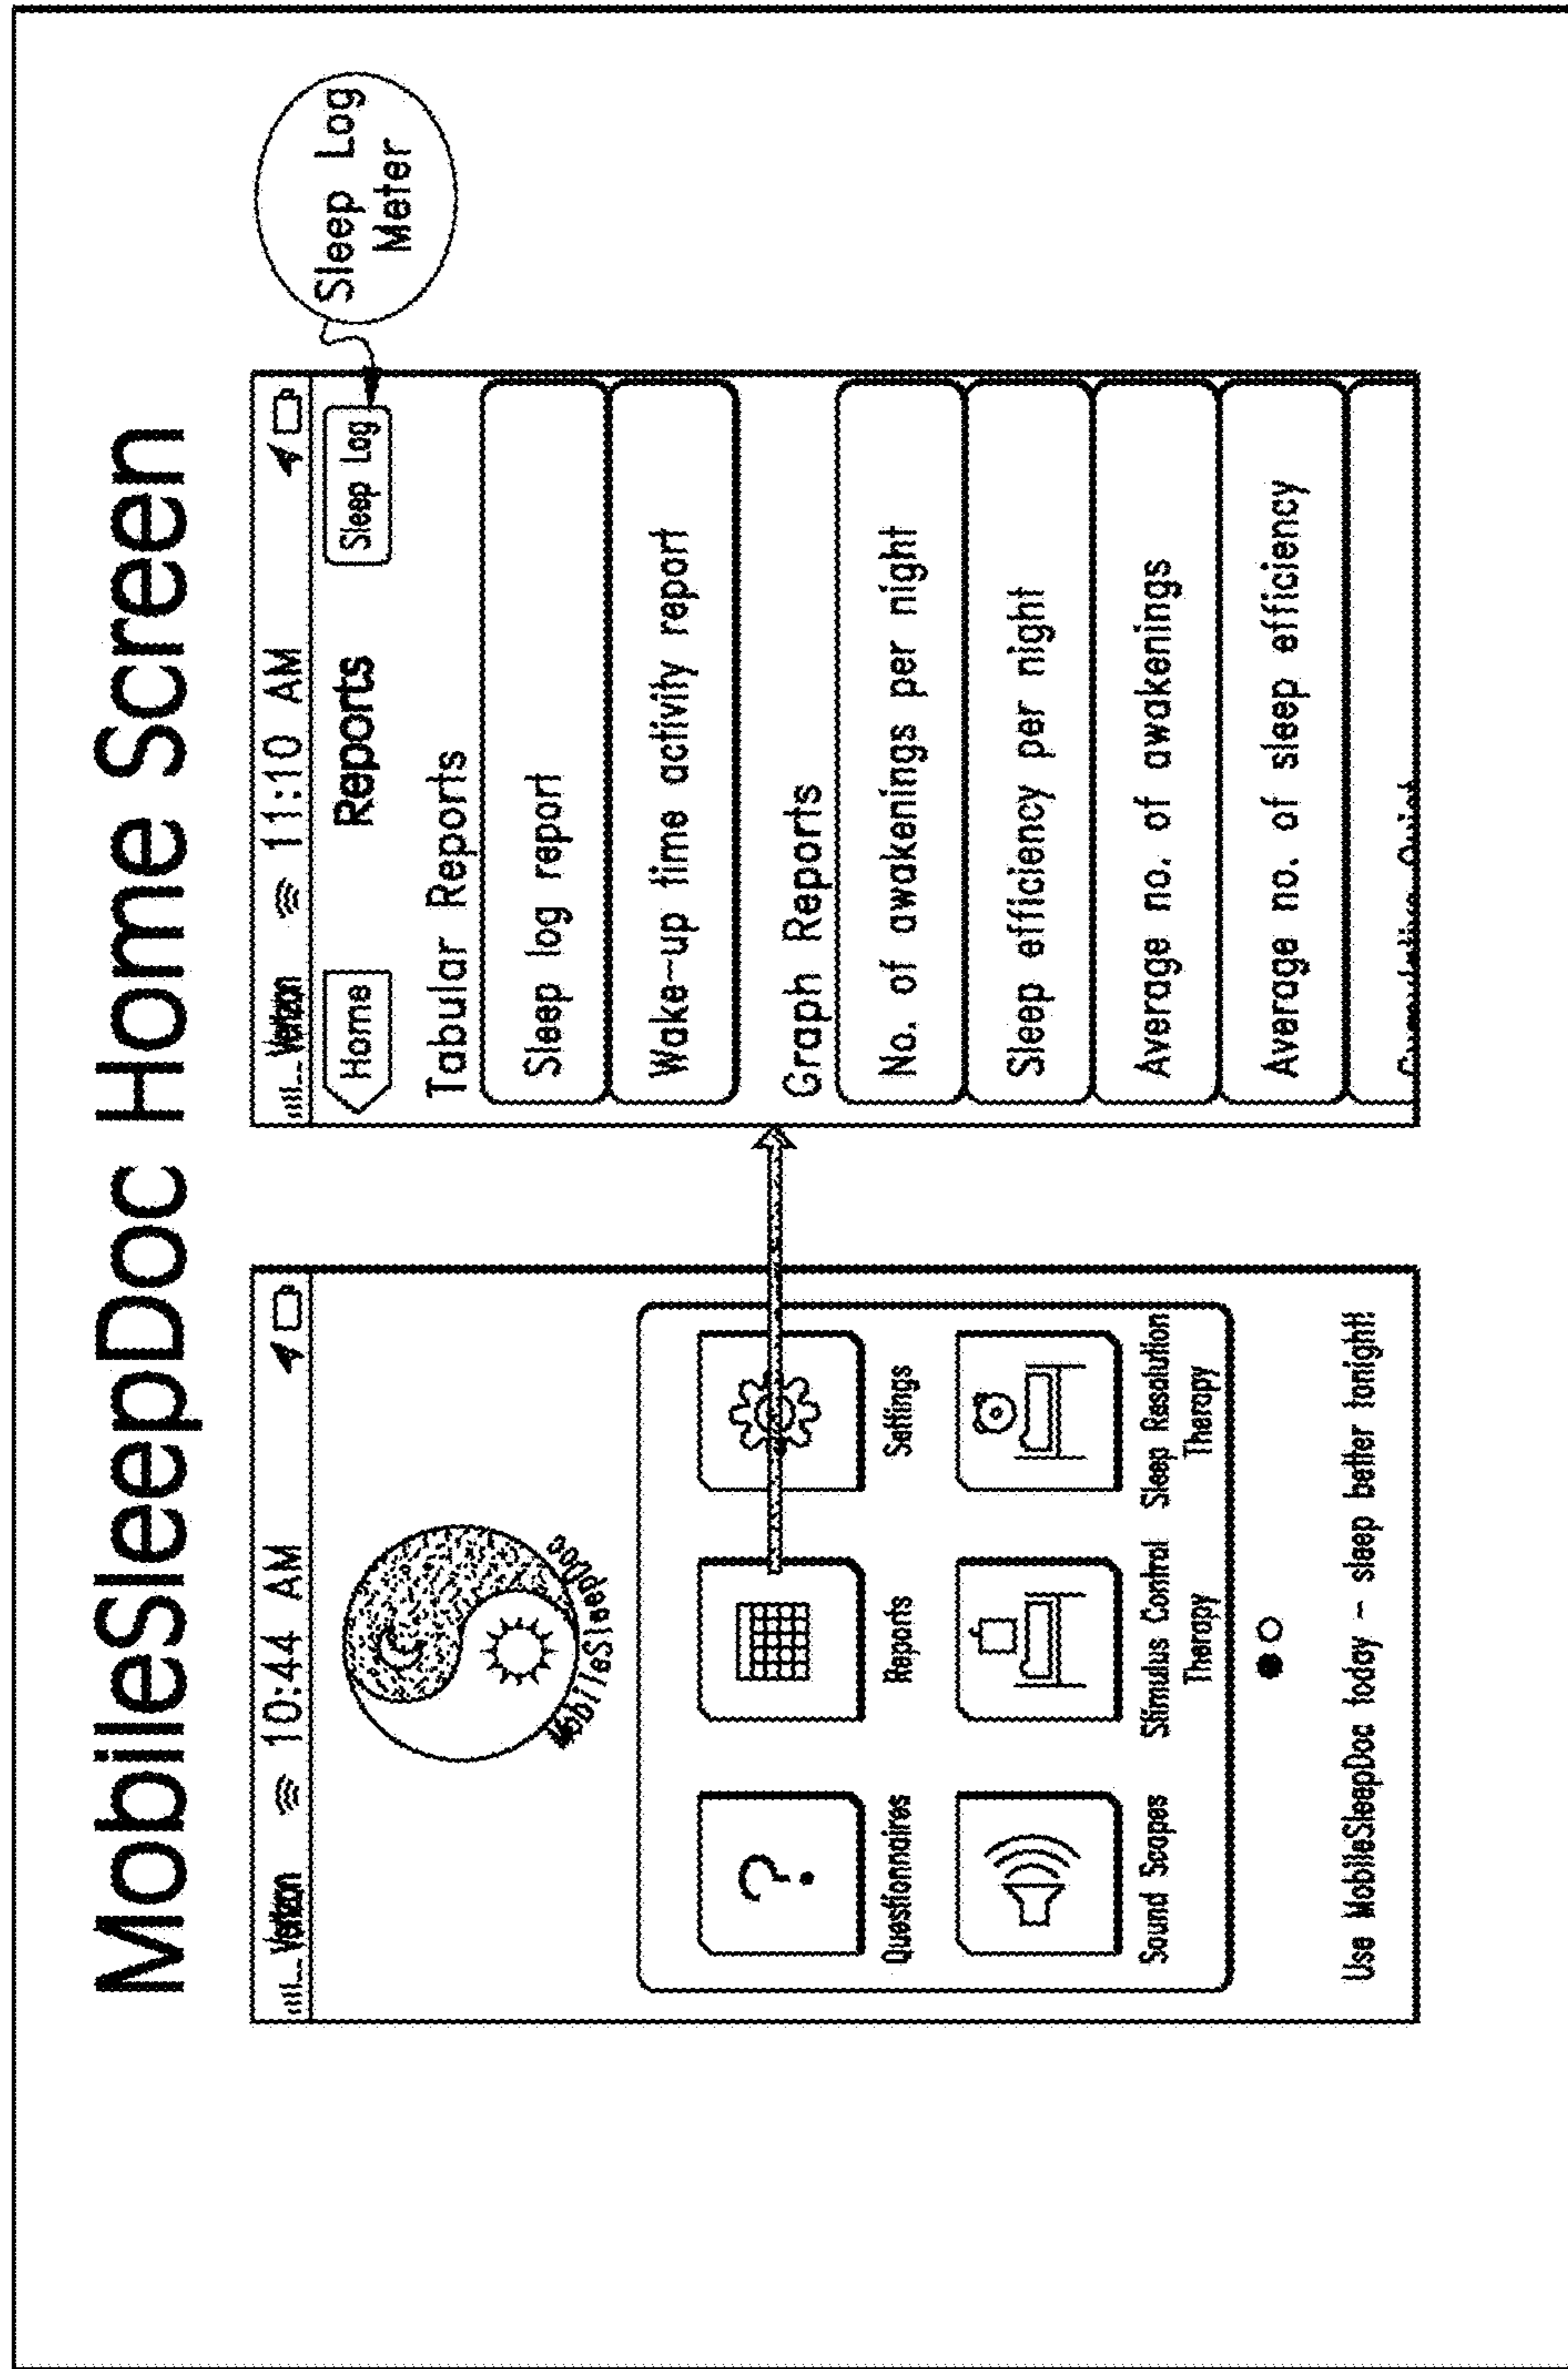 MobileSleepDoc Home Screen
Verizon 10:44 AM
MobileSleepDoc
Questionnaires
Reports
Settings
Sound Scapes
Stimulus Control
Therapy
Sleep Resolution
Therapy
Use MobileSleepDoc today – sleep better tonight!
Verizon 11:10 AM
Home
Reports
Sleep Log
Tabular Reports
Sleep log report
Wake-up time activity report
Graph Reports
No. of awakenings per night
Sleep efficiency per night
Average no. of awakenings
Average no. of sleep efficiency
Sleep Log
Meter